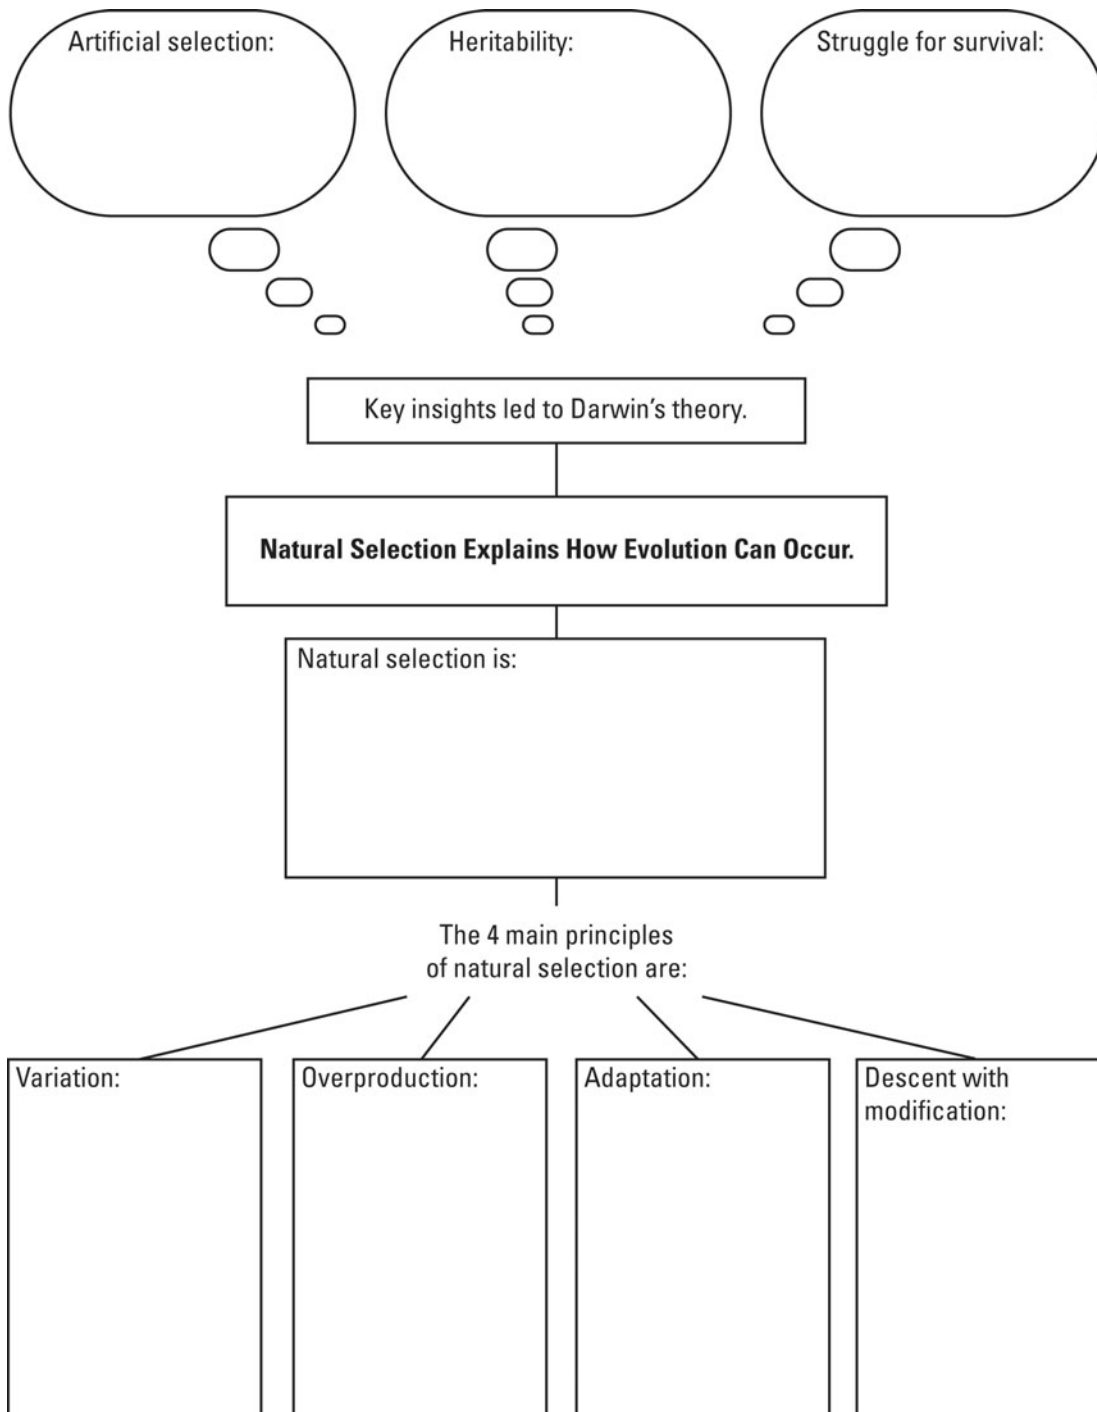 Artificial selection:
Heritability:
Struggle for survival:
Key insights led to Darwin’s theory.
Natural Selection Explains How Evolution Can Occur.
Natural selection is:
The 4 main principles
of natural selection are:
Variation:
Overproduction:
Adaptation:
Descent with
modification: